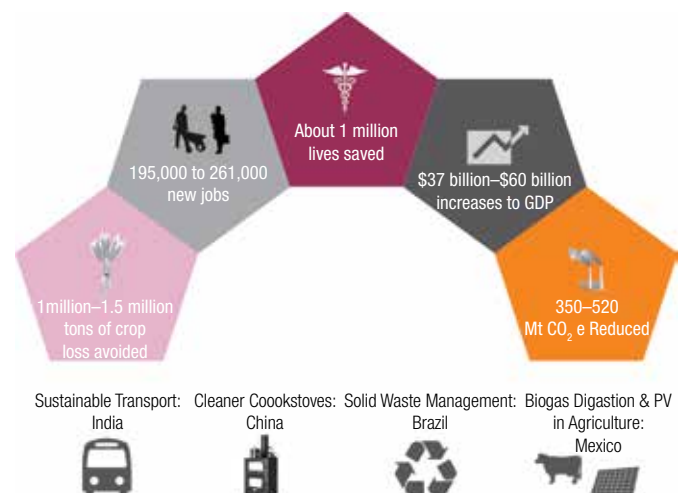 About 1 million
lives saved
195,000 to 261,000
new jobs
$37 billion–$60 billion
increases to GDP
1million–1.5 million
tons of crop
loss avoided
350–520
Mt CO₂ e Reduced
Sustainable Transport:
India
Cleaner Coookstoves:
China
Solid Waste Management:
Brazil
Biogas Digastion & PV
in Agriculture:
Mexico